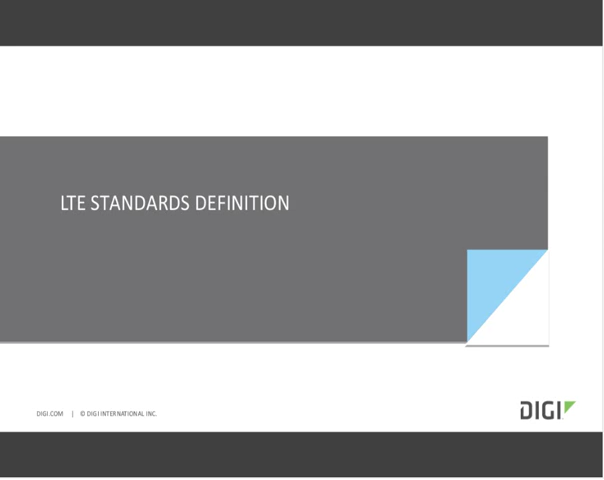 LTE STANDARDS DEFINITION
DIGI.COM | © DIGI INTERNATIONAL INC.
DIGI